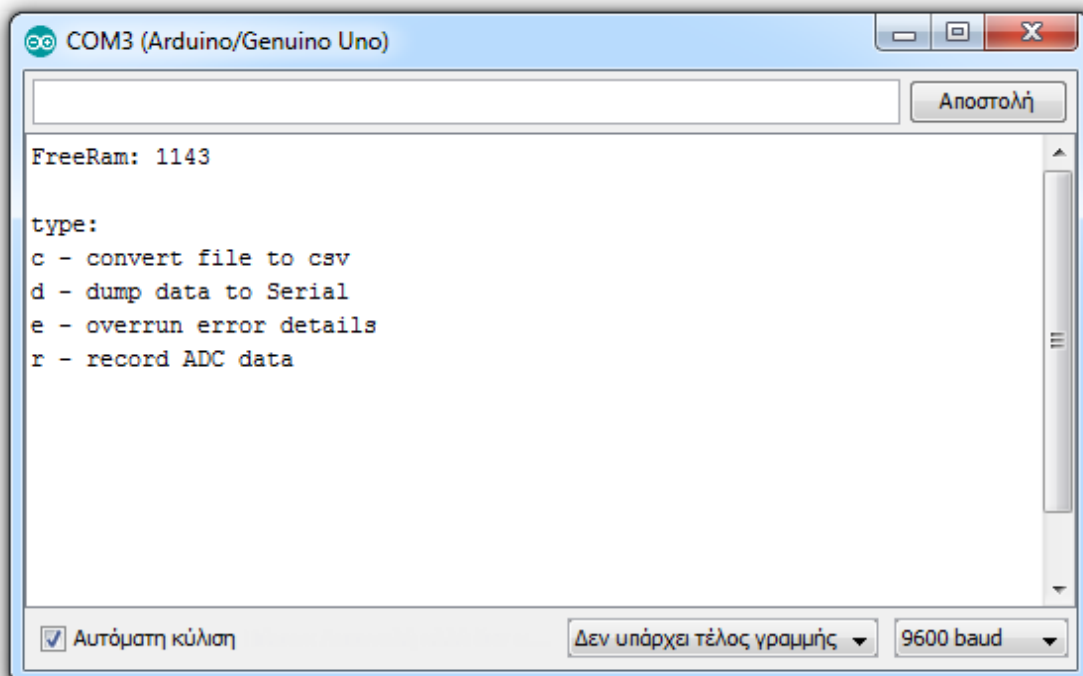 COM3 (Arduino/Genuino Uno)
Αποστολή
FreeRam: 1143
type:
c - convert file to csv
d - dump data to Serial
e - overrun error details
r - record ADC data
Αυτόματη κύλιση
Δεν υπάρχει τέλος γραμμής
9600 baud